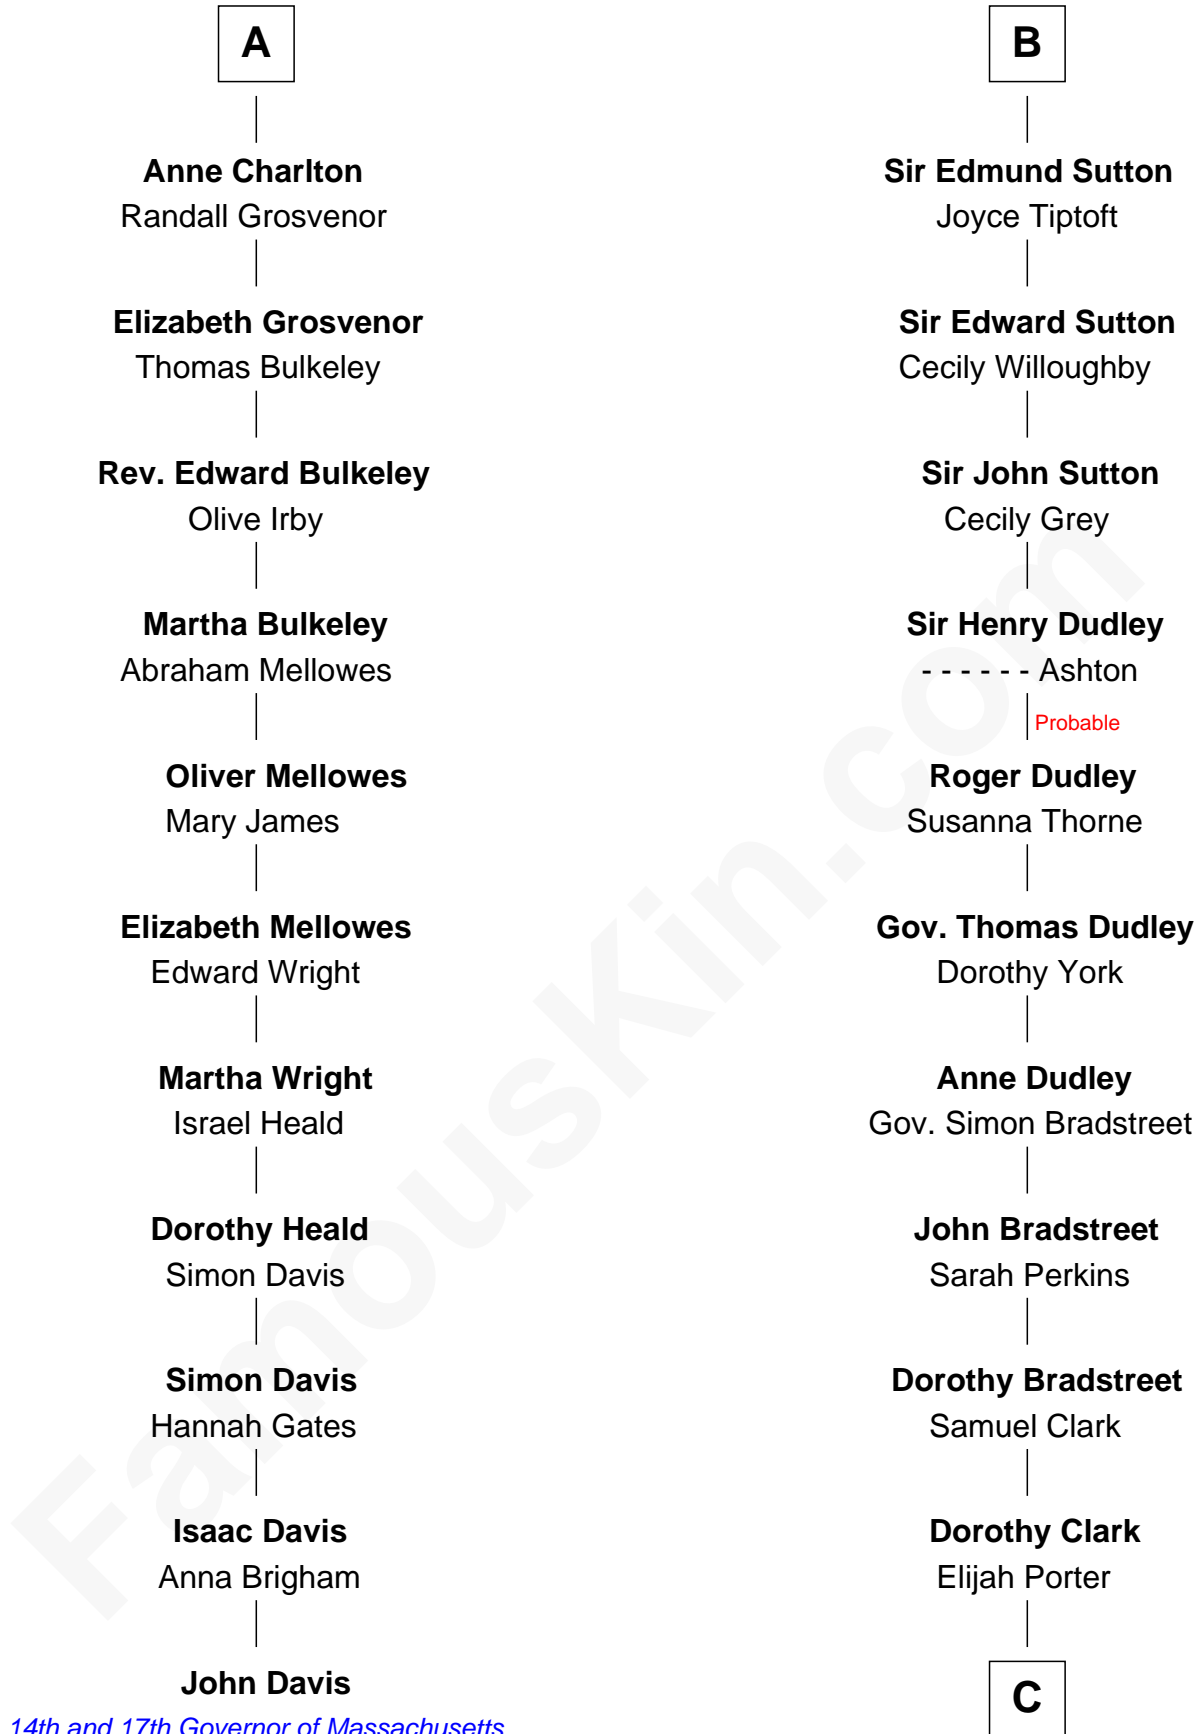 A
Anne Charlton
Randall Grosvenor
Elizabeth Grosvenor
Thomas Bulkeley
Rev. Edward Bulkeley
Olive Irby
Martha Bulkeley
Abraham Mellowes
Oliver Mellowes
Mary James
Elizabeth Mellowes
Edward Wright
Martha Wright
Israel Heald
Dorothy Heald
Simon Davis
Simon Davis
Hannah Gates
Isaac Davis
Anna Brigham
John Davis
14th and 17th Governor of Massachusetts
B
Sir Edmund Sutton
Joyce Tiptoft
Sir Edward Sutton
Cecily Willoughby
Sir John Sutton
Cecily Grey
Sir Henry Dudley
- - - - - - Ashton
Probable
Roger Dudley
Susanna Thorne
Gov. Thomas Dudley
Dorothy York
Anne Dudley
Gov. Simon Bradstreet
John Bradstreet
Sarah Perkins
Dorothy Bradstreet
Samuel Clark
Dorothy Clark
Elijah Porter
C
FamousKin.com